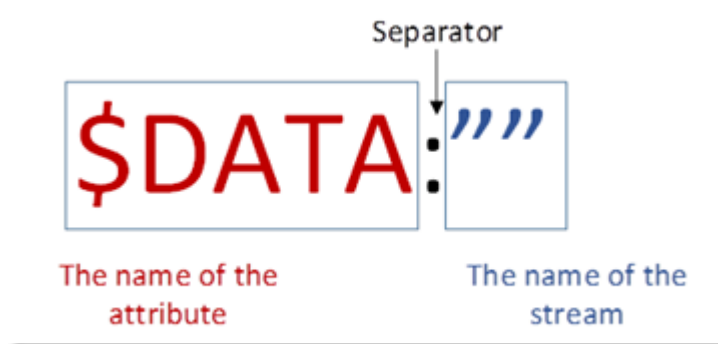 Separator
$DATA:””
The name of the The name of the
attribute stream